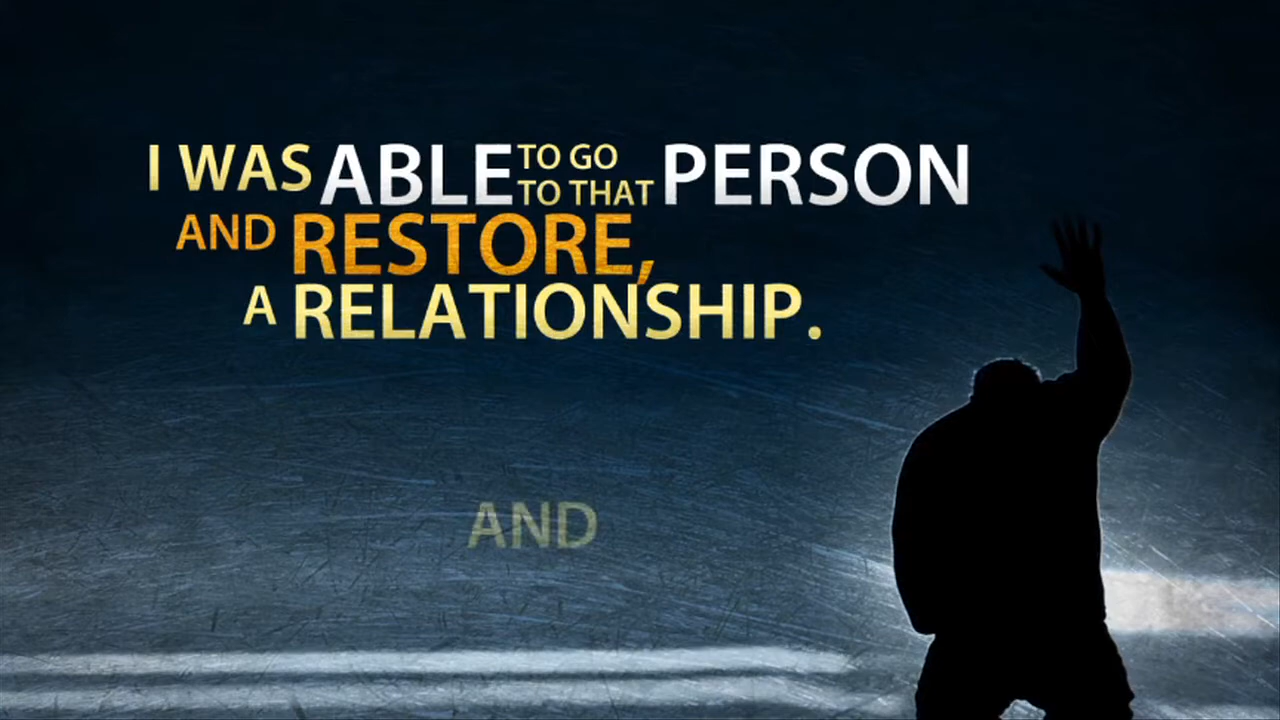 I WAS ABLE TO GO TO THAT PERSON
AND RESTORE,
A RELATIONSHIP.
AND